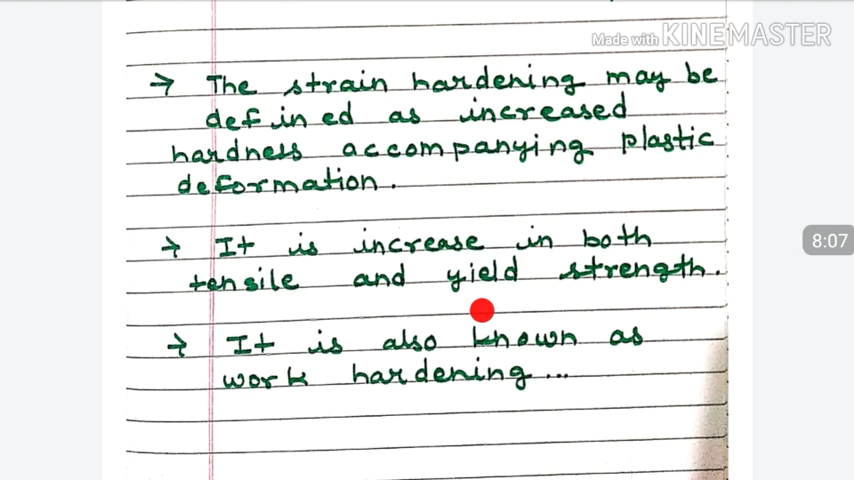 Made with KINEMASTER
→ The strain hardening may be
defined as increased
hardness accompanying plastic
deformation.
→ It is increase in both
tensile and yield strength.
8:07
→ It is also known as
work hardening...